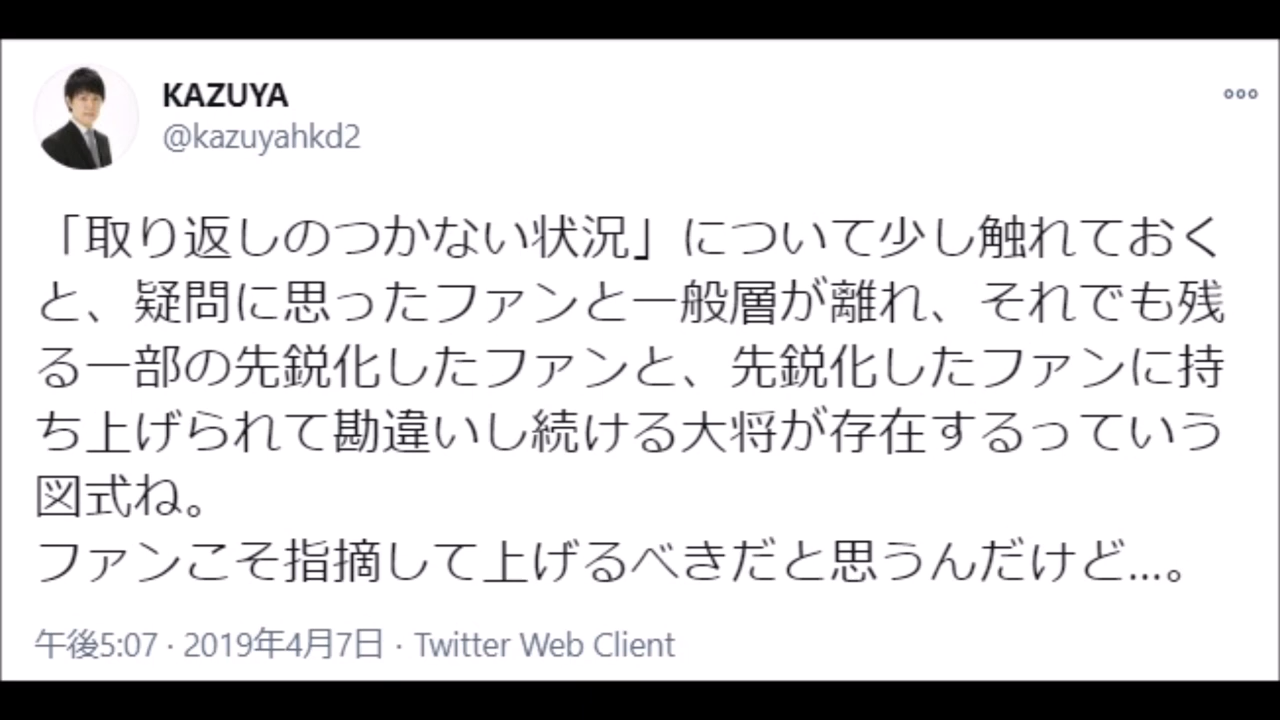 KAZUYA
@kazuyahkd2
「取り返しのつかない状況」について少し触れておく
と、疑問に思ったファンと一般層が離れ、それでも残
る一部の先鋭化したファンと、先鋭化したファンに持
ち上げられて勘違いし続ける大将が存在するっていう
図式ね。
ファンこそ指摘して上げるべきだと思うんだけど...。
午後5:07 · 2019年4月7日 · Twitter Web Client